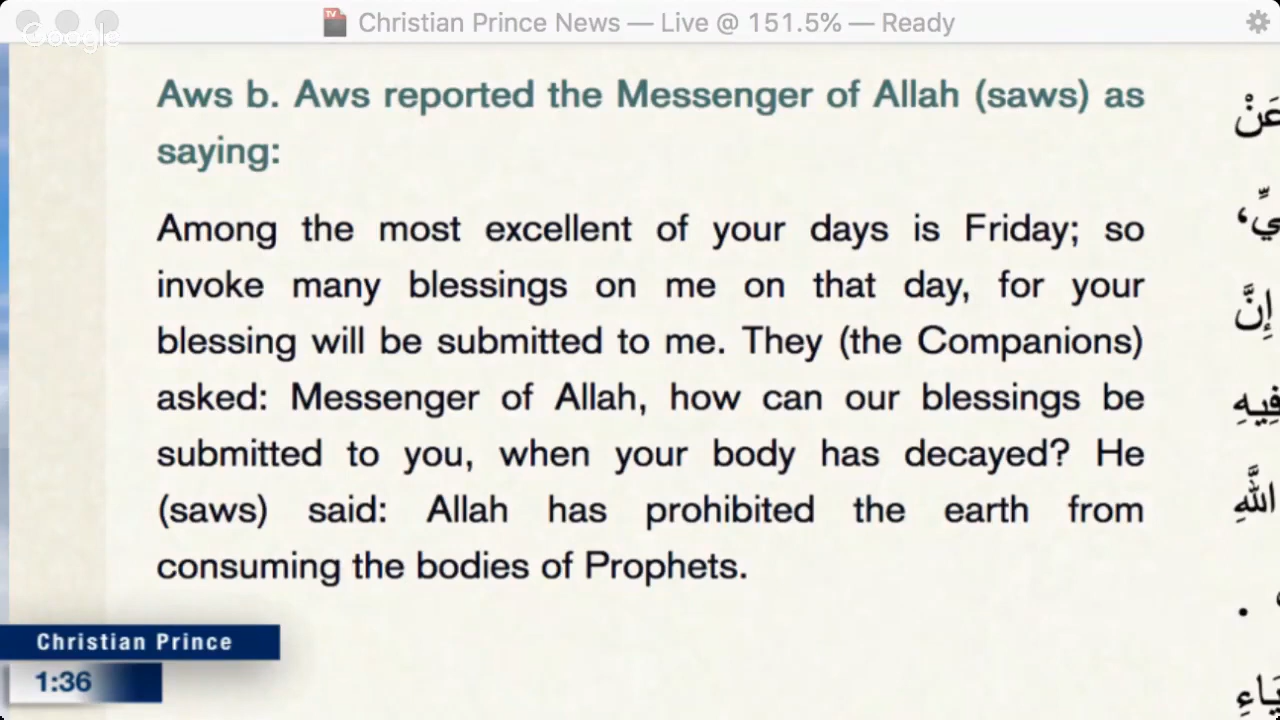 Google
Christian Prince News — Live @ 151.5% — Ready
Aws b. Aws reported the Messenger of Allah (saws) as
saying:
Among the most excellent of your days is Friday; so
invoke many blessings on me on that day, for your
blessing will be submitted to me. They (the Companions)
asked: Messenger of Allah, how can our blessings be
submitted to you, when your body has decayed? He
(saws) said: Allah has prohibited the earth from
consuming the bodies of Prophets.
عَنْ
إِنَّ
فِيهِ
اللَّهِ
Christian Prince
1:36